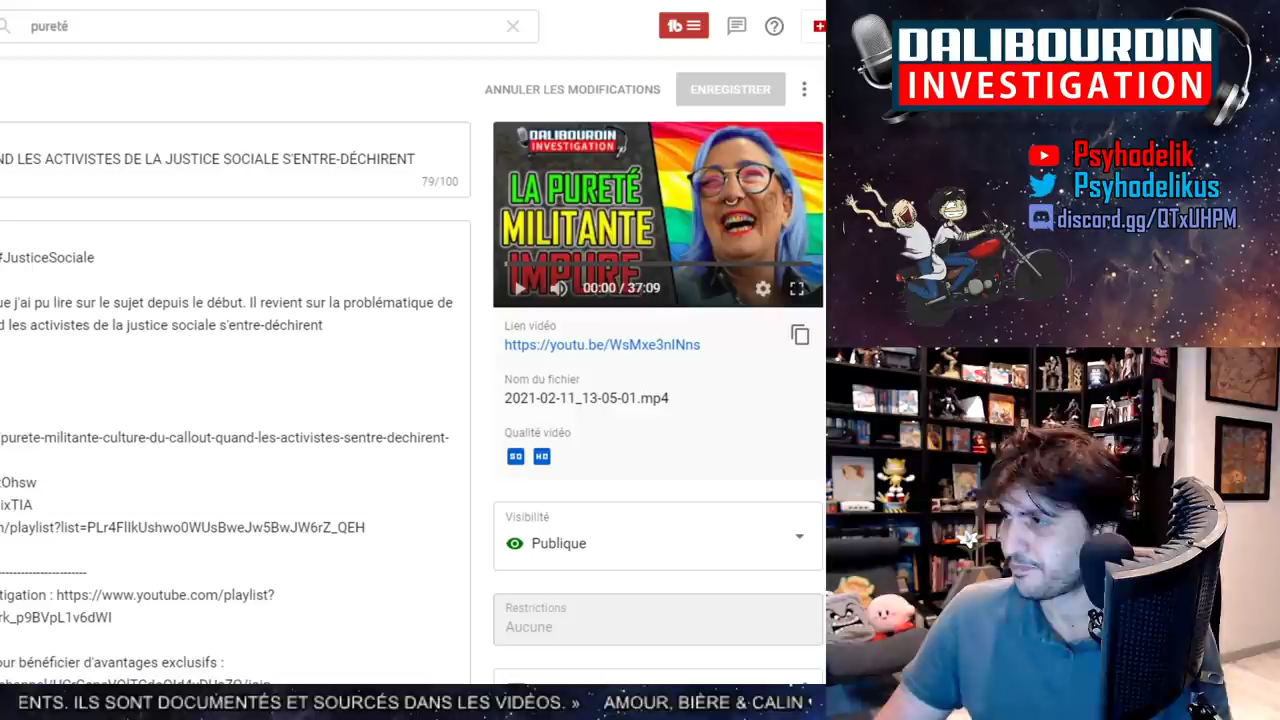 pureté
ANNULER LES MODIFICATIONS
ENREGISTRER
ND LES ACTIVISTES DE LA JUSTICE SOCIALE S'ENTRE-DÉCHIRENT
79/100
#JusticeSociale
ue j'ai pu lire sur le sujet depuis le début. Il revient sur la problématique de
d les activistes de la justice sociale s'entre-déchirent
/purete-militante-culture-du-callout-quand-les-activistes-sentre-dechirent-
tOhsw
ixTIA
n/playlist?list=PLr4FlIkUshwo0WUsBweJw5BwJW6rZ_QEH
-----------------------
tigation : https://www.youtube.com/playlist?
rk_p9BVpL1v6dWI
our bénéficier d'avantages exclusifs :
DALIBOURDIN
INVESTIGATION
LA PURETÉ
MILITANTE
IMPURE
00:00 / 37:09
Lien vidéo
https://youtu.be/WsMxe3nINns
Nom du fichier
2021-02-11_13-05-01.mp4
Qualité vidéo
SD HD
Visibilité
Publique
Restrictions
Aucune
DALIBOURDIN
INVESTIGATION
Psyhodelik
Psyhodelikus
discord.gg/QTxUHPM
ENTS. ILS SONT DOCUMENTÉS ET SOURCÉS DANS LES VIDÉOS. » AMOUR, BIÈRE & CALIN